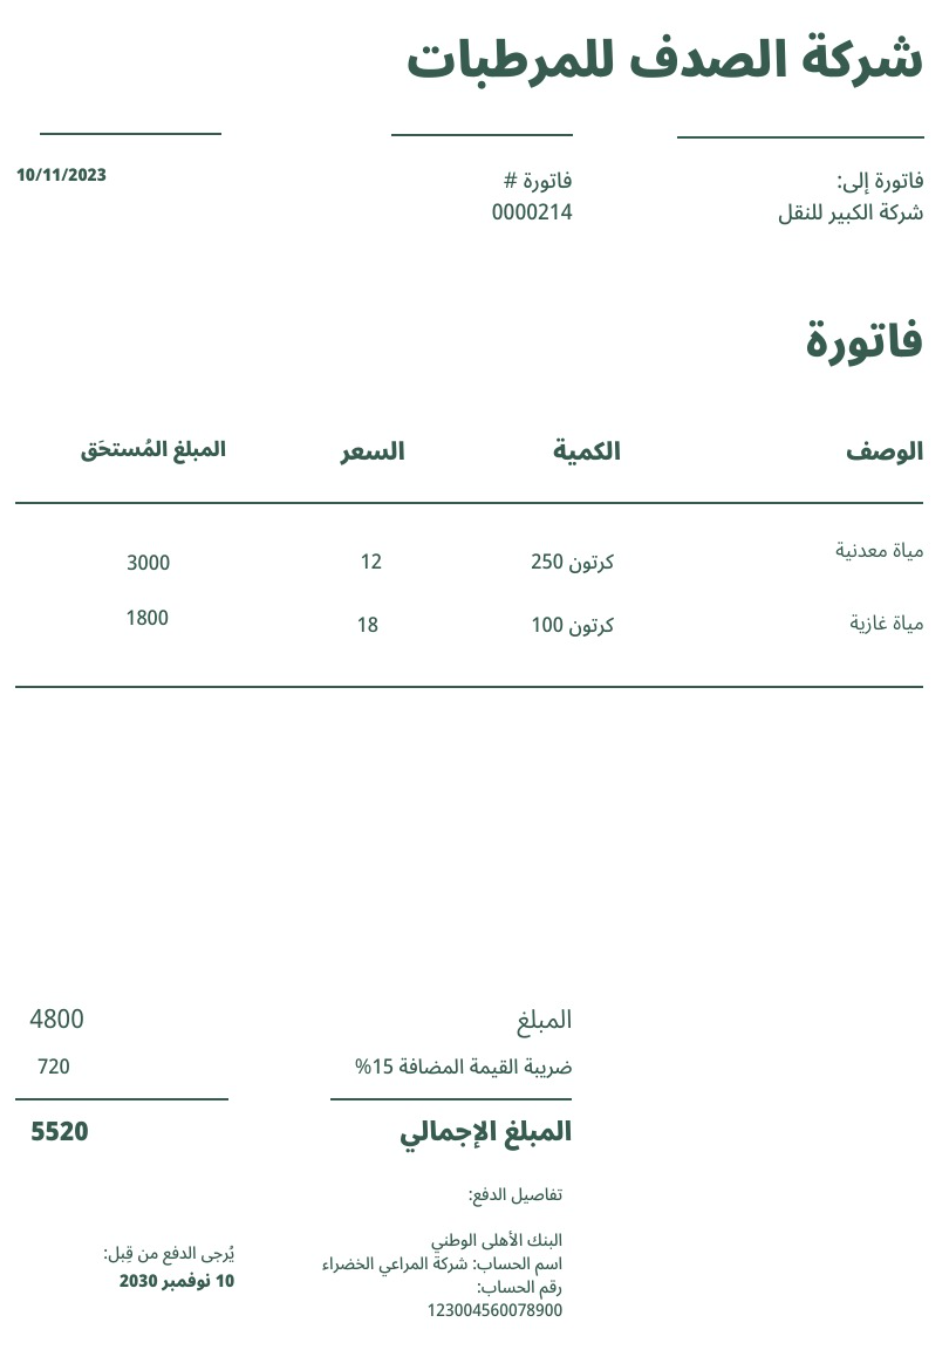 شركة الصدف للمرطبات
فاتورة إلى:
شركة الكبير للنقل
فاتورة #
0000214
10/11/2023
فاتورة
الوصف الكمية السعر المبلغ المُستحَق
مياة معدنية 250 كرتون 12 3000
مياة غازية 100 كرتون 18 1800
المبلغ 4800
ضريبة القيمة المضافة 15% 720
المبلغ الإجمالي 5520
تفاصيل الدفع:
البنك الأهلى الوطني
اسم الحساب: شركة المراعي الخضراء
رقم الحساب:
123004560078900
يُرجى الدفع من قِبل:
10 نوفمبر 2030